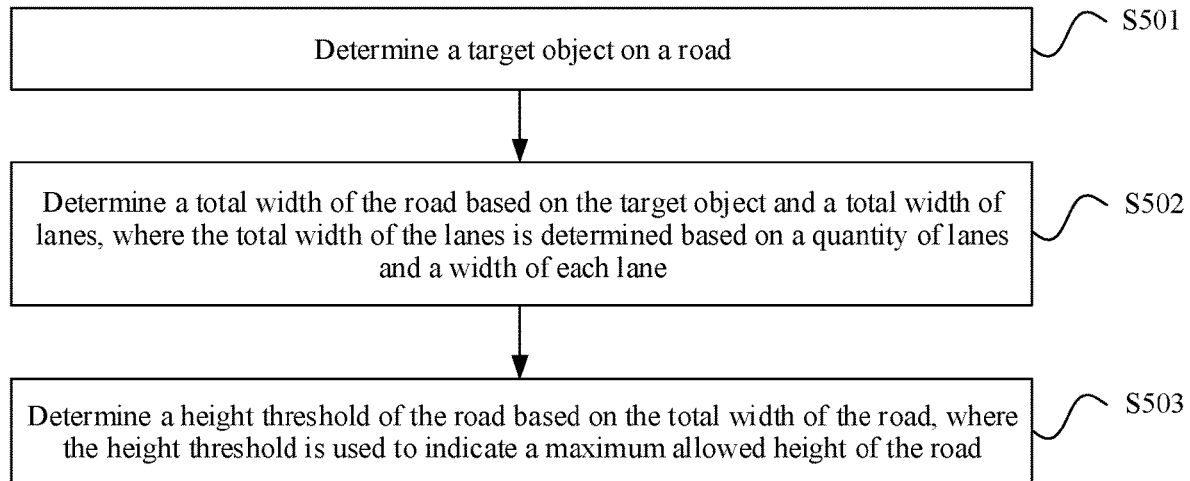 S501
Determine a target object on a road
S502
Determine a total width of the road based on the target object and a total width of
lanes, where the total width of the lanes is determined based on a quantity of lanes
and a width of each lane
S503
Determine a height threshold of the road based on the total width of the road, where
the height threshold is used to indicate a maximum allowed height of the road